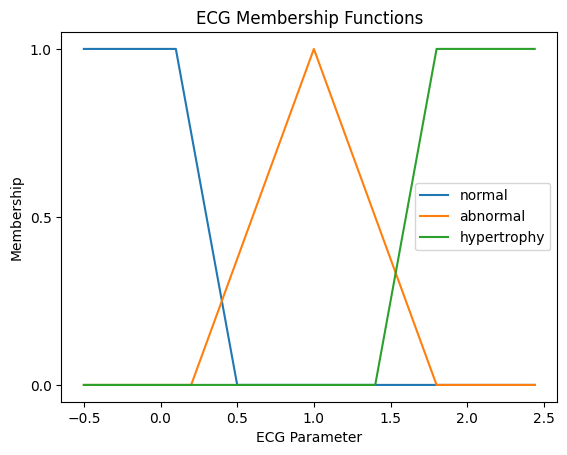 ECG Membership Functions
1.0
0.5
0.0
Membership
normal
abnormal
hypertrophy
−0.5 0.0 0.5 1.0 1.5 2.0 2.5
ECG Parameter